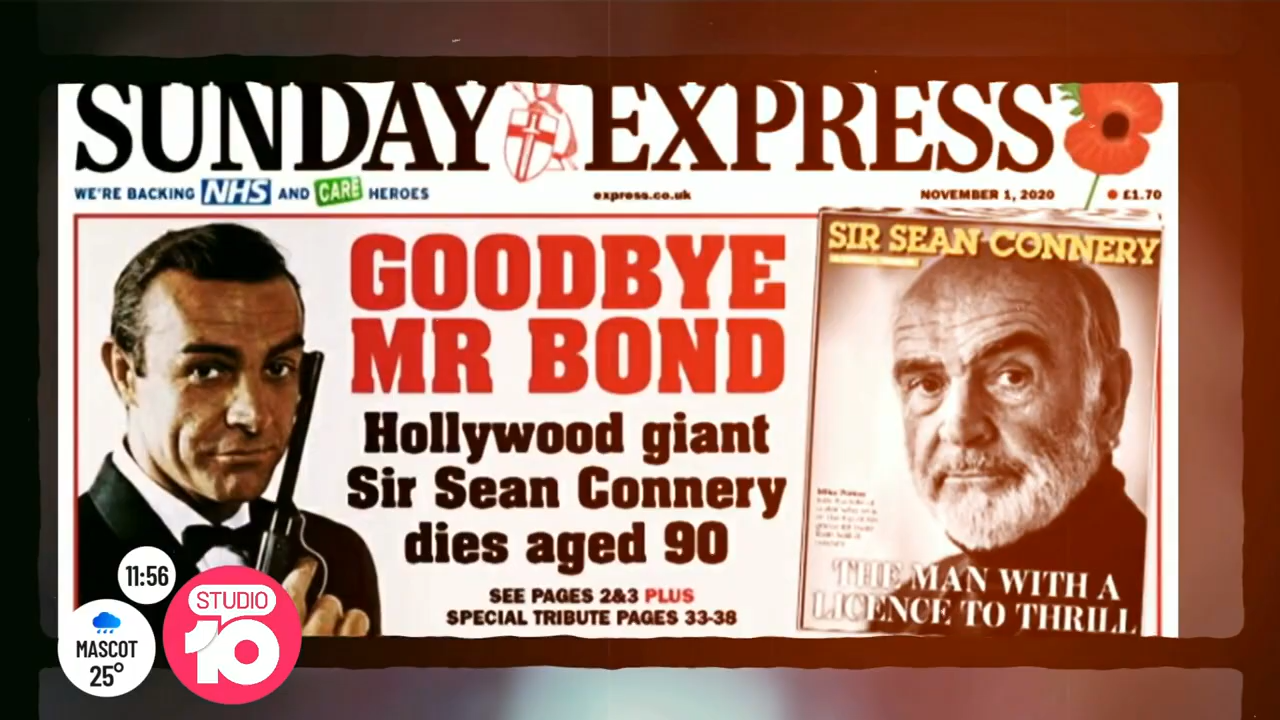 SUNDAY EXPRESS
WE'RE BACKING NHS AND CARE HEROES
express.co.uk
NOVEMBER 1, 2020
£1.70
GOODBYE
MR BOND
Hollywood giant
Sir Sean Connery
dies aged 90
SEE PAGES 2&3 PLUS
SPECIAL TRIBUTE PAGES 33-38
SIR SEAN CONNERY
THE MAN WITH A
LICENCE TO THRILL
11:56
STUDIO
10
MASCOT
25°